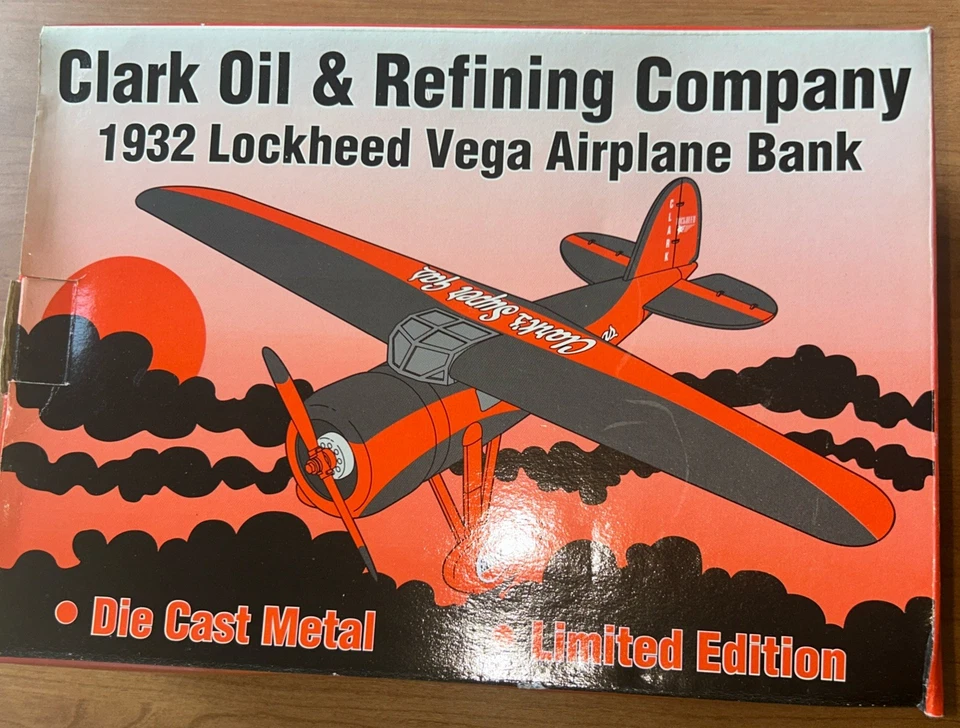 Clark Oil & Refining Company
1932 Lockheed Vega Airplane Bank
CLARK
Clark's Super Gas
• Die Cast Metal
• Limited Edition